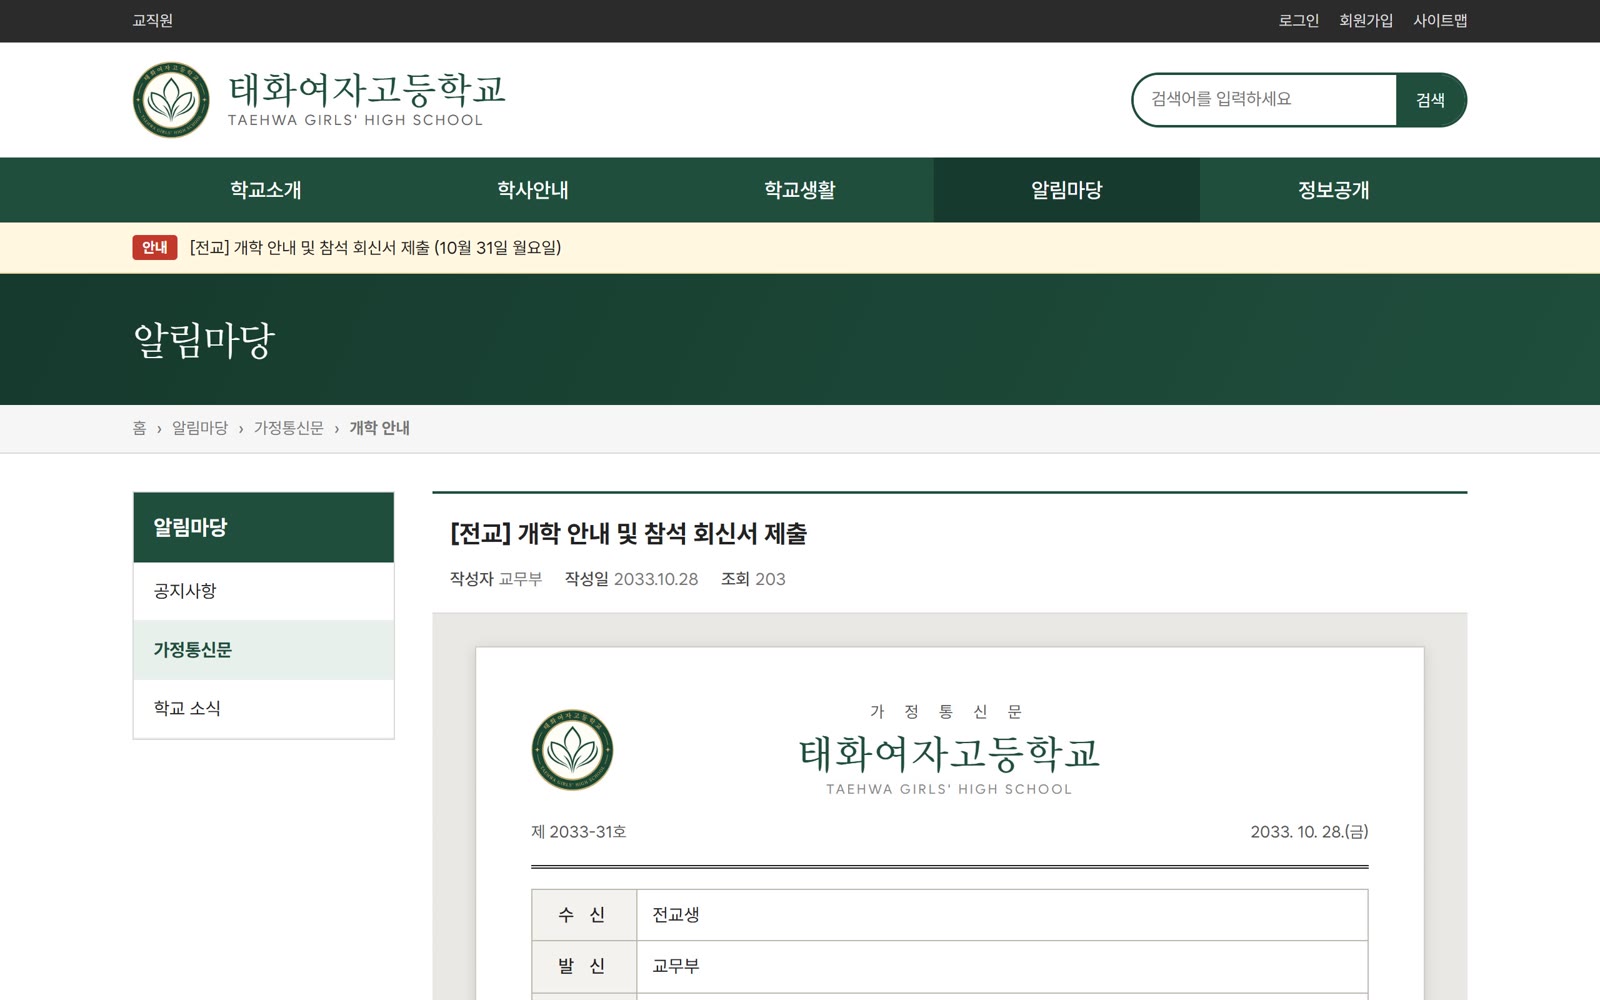 교직원
로그인 회원가입 사이트맵
태화여자고등학교
TAEHWA GIRLS' HIGH SCHOOL
검색어를 입력하세요 검색
학교소개 학사안내 학교생활 알림마당 정보공개
안내 [전교] 개학 안내 및 참석 회신서 제출 (10월 31일 월요일)
알림마당
홈 › 알림마당 › 가정통신문 › 개학 안내
알림마당
공지사항
가정통신문
학교 소식
[전교] 개학 안내 및 참석 회신서 제출
작성자 교무부 작성일 2033.10.28 조회 203
가 정 통 신 문
태화여자고등학교
TAEHWA GIRLS' HIGH SCHOOL
제 2033-31호
2033. 10. 28.(금)
수 신 전교생
발 신 교무부